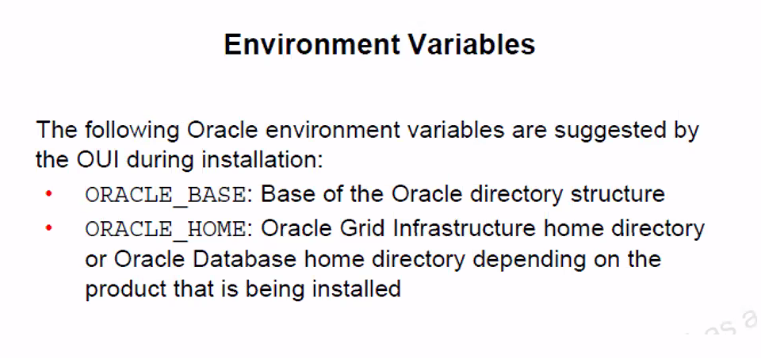 Environment Variables
The following Oracle environment variables are suggested by
the OUI during installation:
• ORACLE_BASE: Base of the Oracle directory structure
• ORACLE_HOME: Oracle Grid Infrastructure home directory
or Oracle Database home directory depending on the
product that is being installed